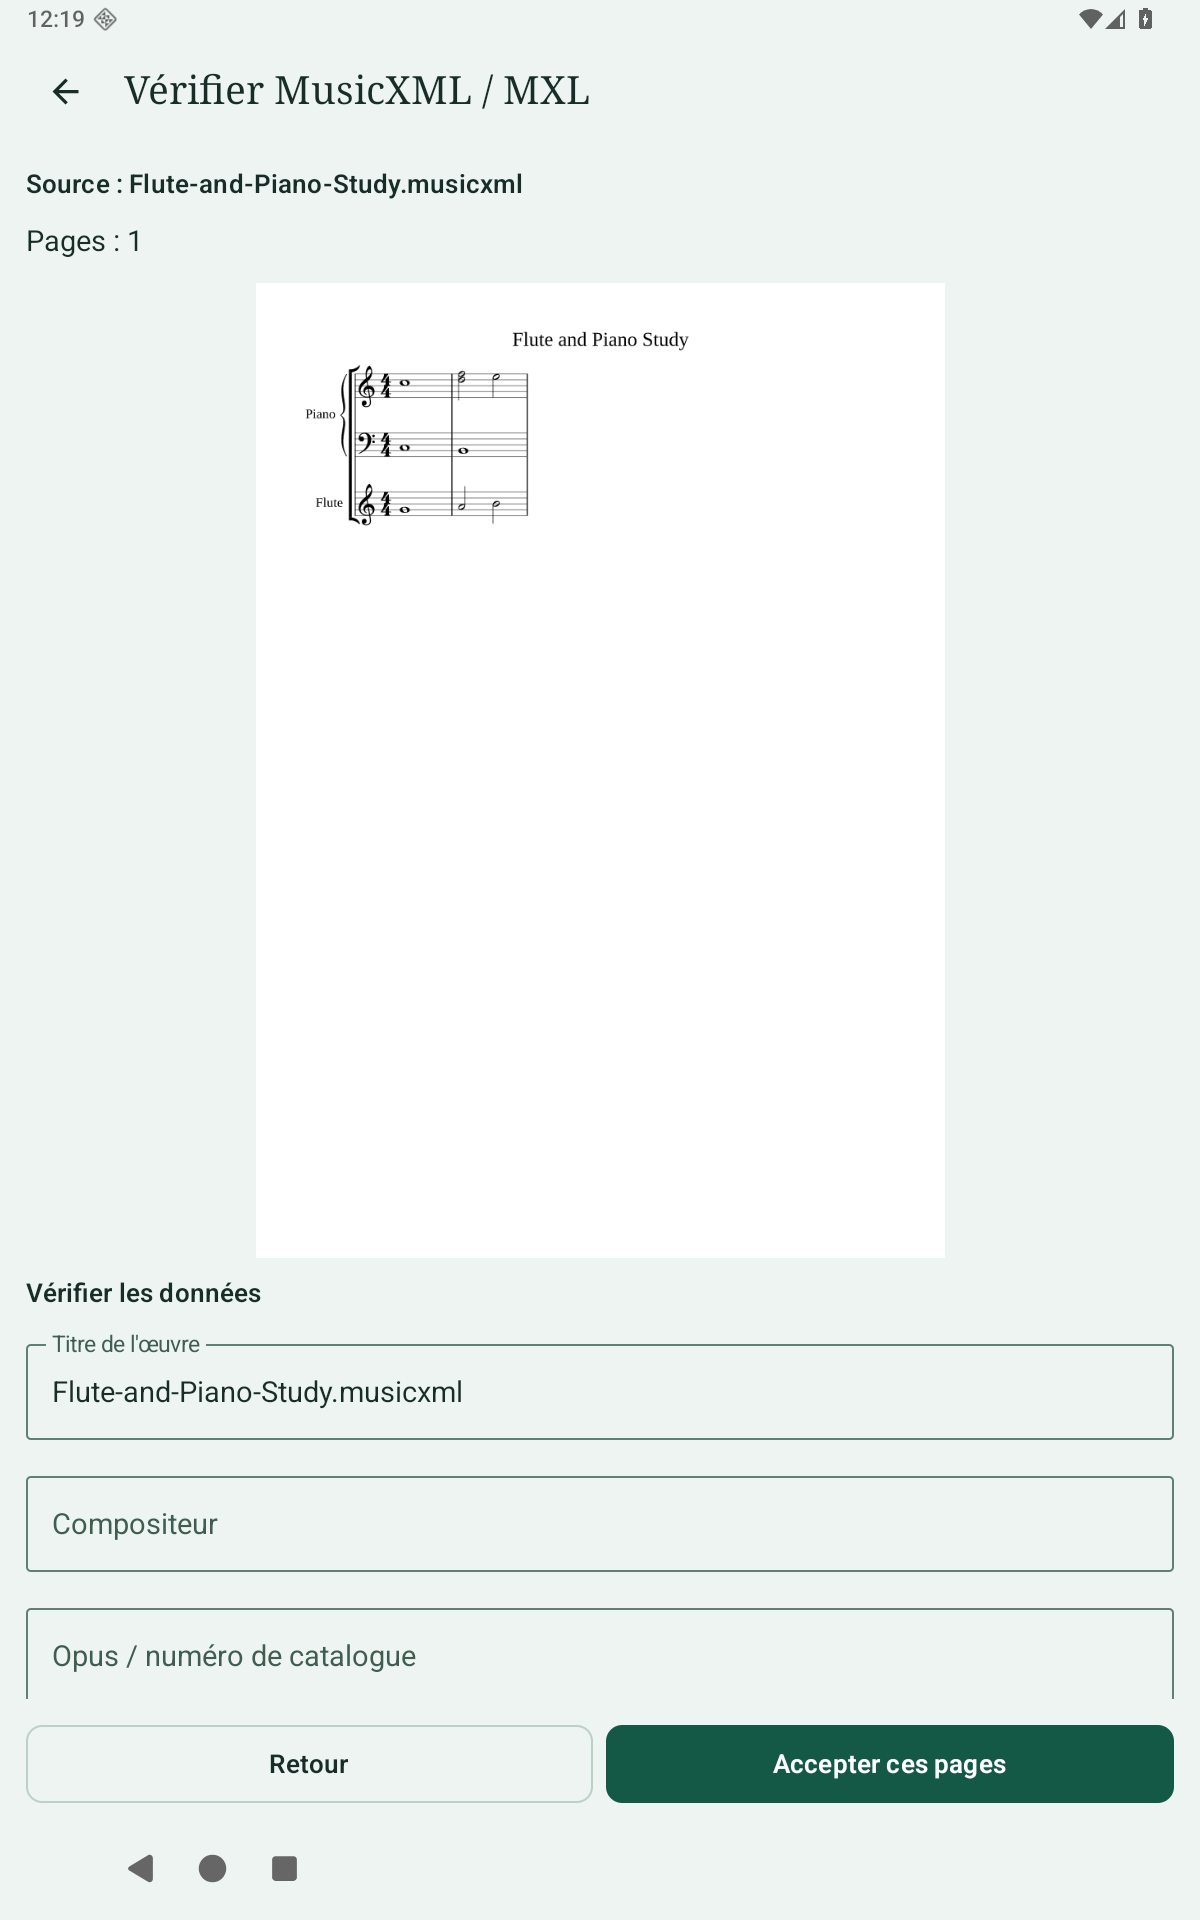 12:19
Vérifier MusicXML / MXL
Source : Flute-and-Piano-Study.musicxml
Pages : 1
Flute and Piano Study
Piano
Flute
Vérifier les données
Titre de l'œuvre
Flute-and-Piano-Study.musicxml
Compositeur
Opus / numéro de catalogue
Retour
Accepter ces pages